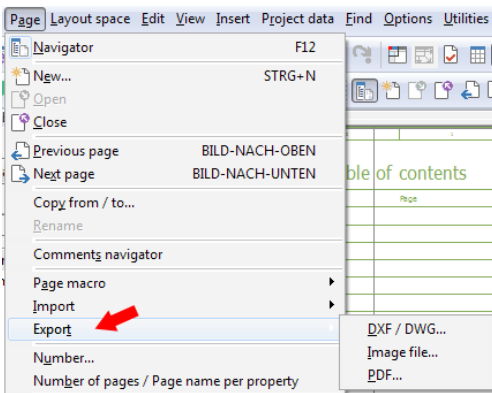 Page Layout space Edit View Insert Project data Find Options Utilities
Navigator F12
New... STRG+N
Open
Close
Previous page BILD-NACH-OBEN
Next page BILD-NACH-UNTEN
Copy from / to...
Rename
Comments navigator
Page macro
Import
Export
Number...
Number of pages / Page name per property
DXF / DWG...
Image file...
PDF...
ble of contents
Page